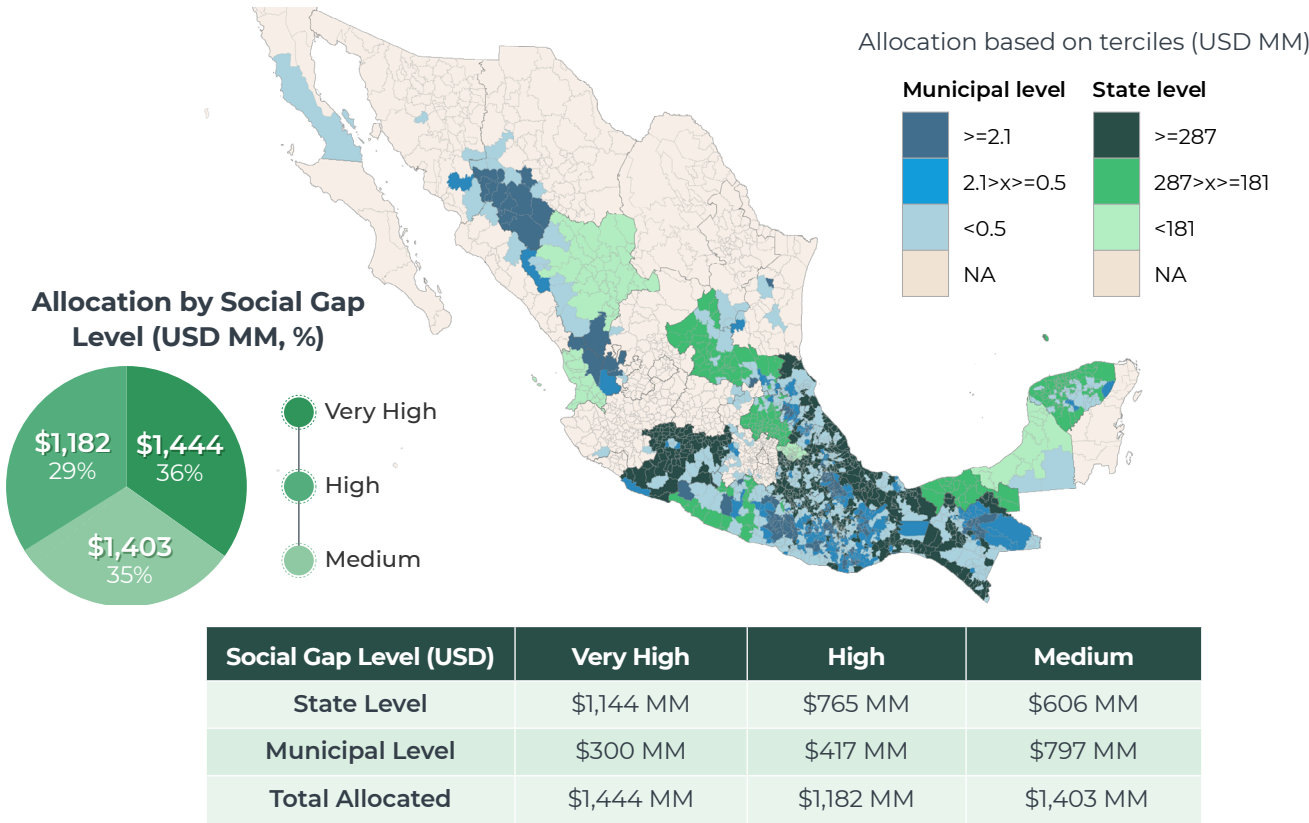 Allocation based on terciles (USD MM)
Municipal level State level
>=2.1 >=287
2.1>x>=0.5 287>x>=181
<0.5 <181
NA NA
Allocation by Social Gap
Level (USD MM, %)
$1,182 $1,444
29% 36%
$1,403
35%
Very High
High
Medium
Social Gap Level (USD) Very High High Medium
State Level $1,144 MM $765 MM $606 MM
Municipal Level $300 MM $417 MM $797 MM
Total Allocated $1,444 MM $1,182 MM $1,403 MM